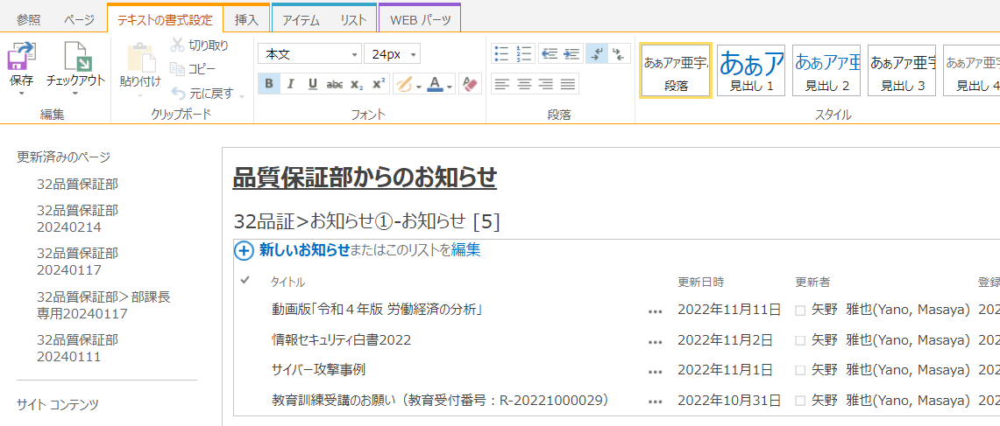 参照 ページ テキストの書式設定 挿入 アイテム リスト WEB パーツ
保存 チェックアウト 貼り付け 切り取り コピー 元に戻す
本文 24px
B I U abc x₂ x²
あぁアァ亜宇. あぁア あぁアァ亜 あぁアァ亜宇 あぁアァ亜宇
段落 見出し 1 見出し 2 見出し 3 見出し 4
編集 クリップボード フォント 段落 スタイル
更新済みのページ
32品質保証部
32品質保証部
20240214
32品質保証部
20240117
32品質保証部＞部課長
専用20240117
32品質保証部
20240111
サイト コンテンツ
品質保証部からのお知らせ
32品証>お知らせ①-お知らせ [5]
新しいお知らせまたはこのリストを編集
タイトル 更新日時 更新者 登録
動画版「令和４年版 労働経済の分析」 ... 2022年11月11日 矢野 雅也(Yano, Masaya) 202
情報セキュリティ白書2022 ... 2022年11月2日 矢野 雅也(Yano, Masaya) 202
サイバー攻撃事例 ... 2022年11月1日 矢野 雅也(Yano, Masaya) 202
教育訓練受講のお願い（教育受付番号：R-20221000029） ... 2022年10月31日 矢野 雅也(Yano, Masaya) 202